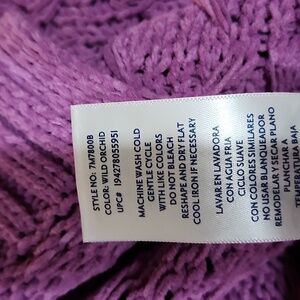 STYLE NO: 7M7800B
COLOR: WILD ORCHID
UPC# 194278055951
MACHINE WASH COLD
GENTLE CYCLE
WITH LIKE COLORS
DO NOT BLEACH
RESHAPE AND DRY FLAT
COOL IRON IF NECESSARY
LAVAR EN LAVADORA
CON AGUA FRIA
CICLO SUAVE
CON COLORES SIMILARES
NO USAR BLANQUEADOR
REMODELAR Y SECAR PLANO
PLANCHAR A
TEMPERATURA BAJA